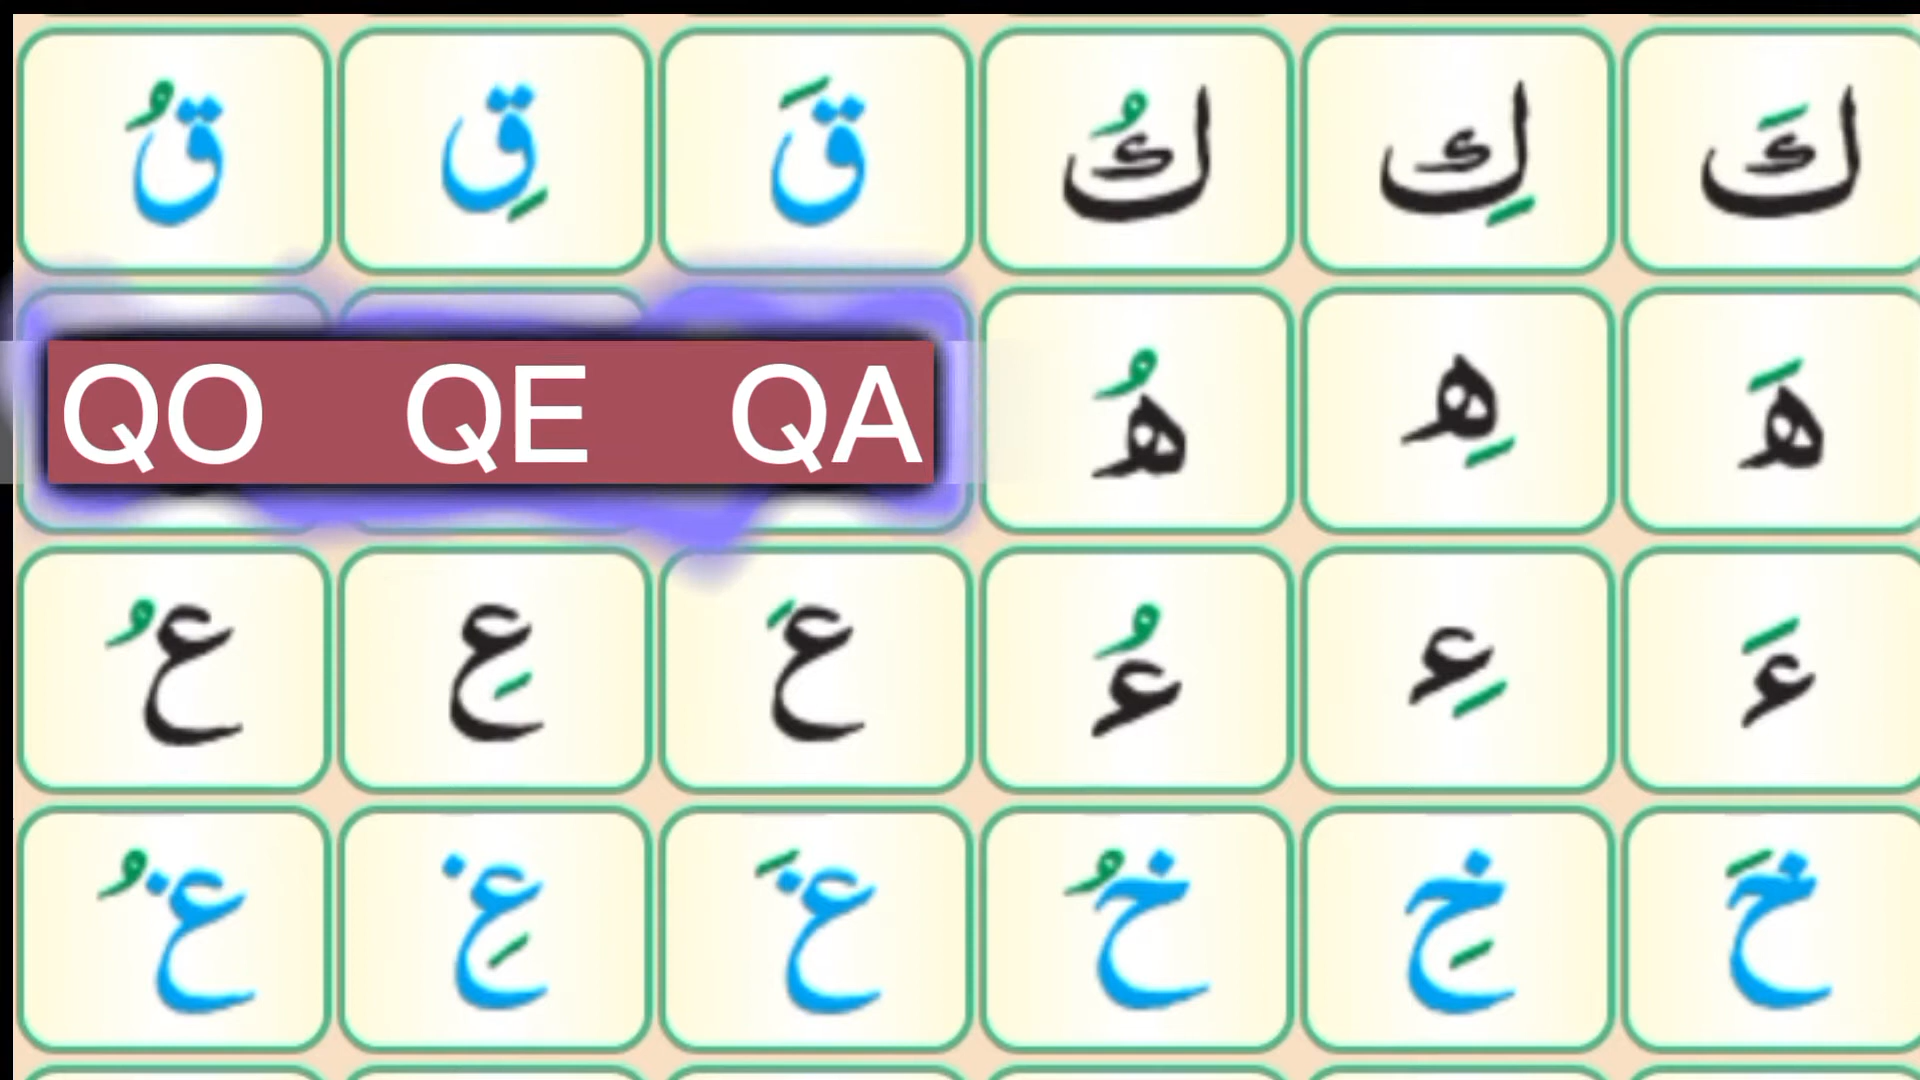 كَ كِ كُ قَ قِ قُ
هَ هِ هُ
QO QE QA
ءَ ءِ ءُ عَ عِ عُ
خَ خِ خُ غَ غِ غُ